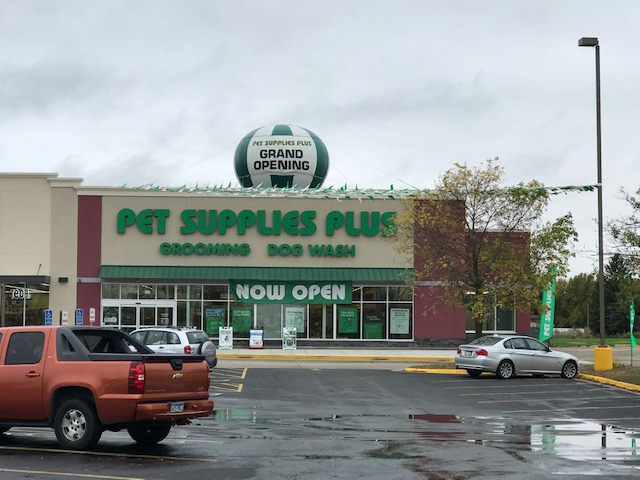 PET SUPPLIES PLUS
GRAND
OPENING
PET SUPPLIES PLUS
GROOMING DOG WASH
NOW OPEN